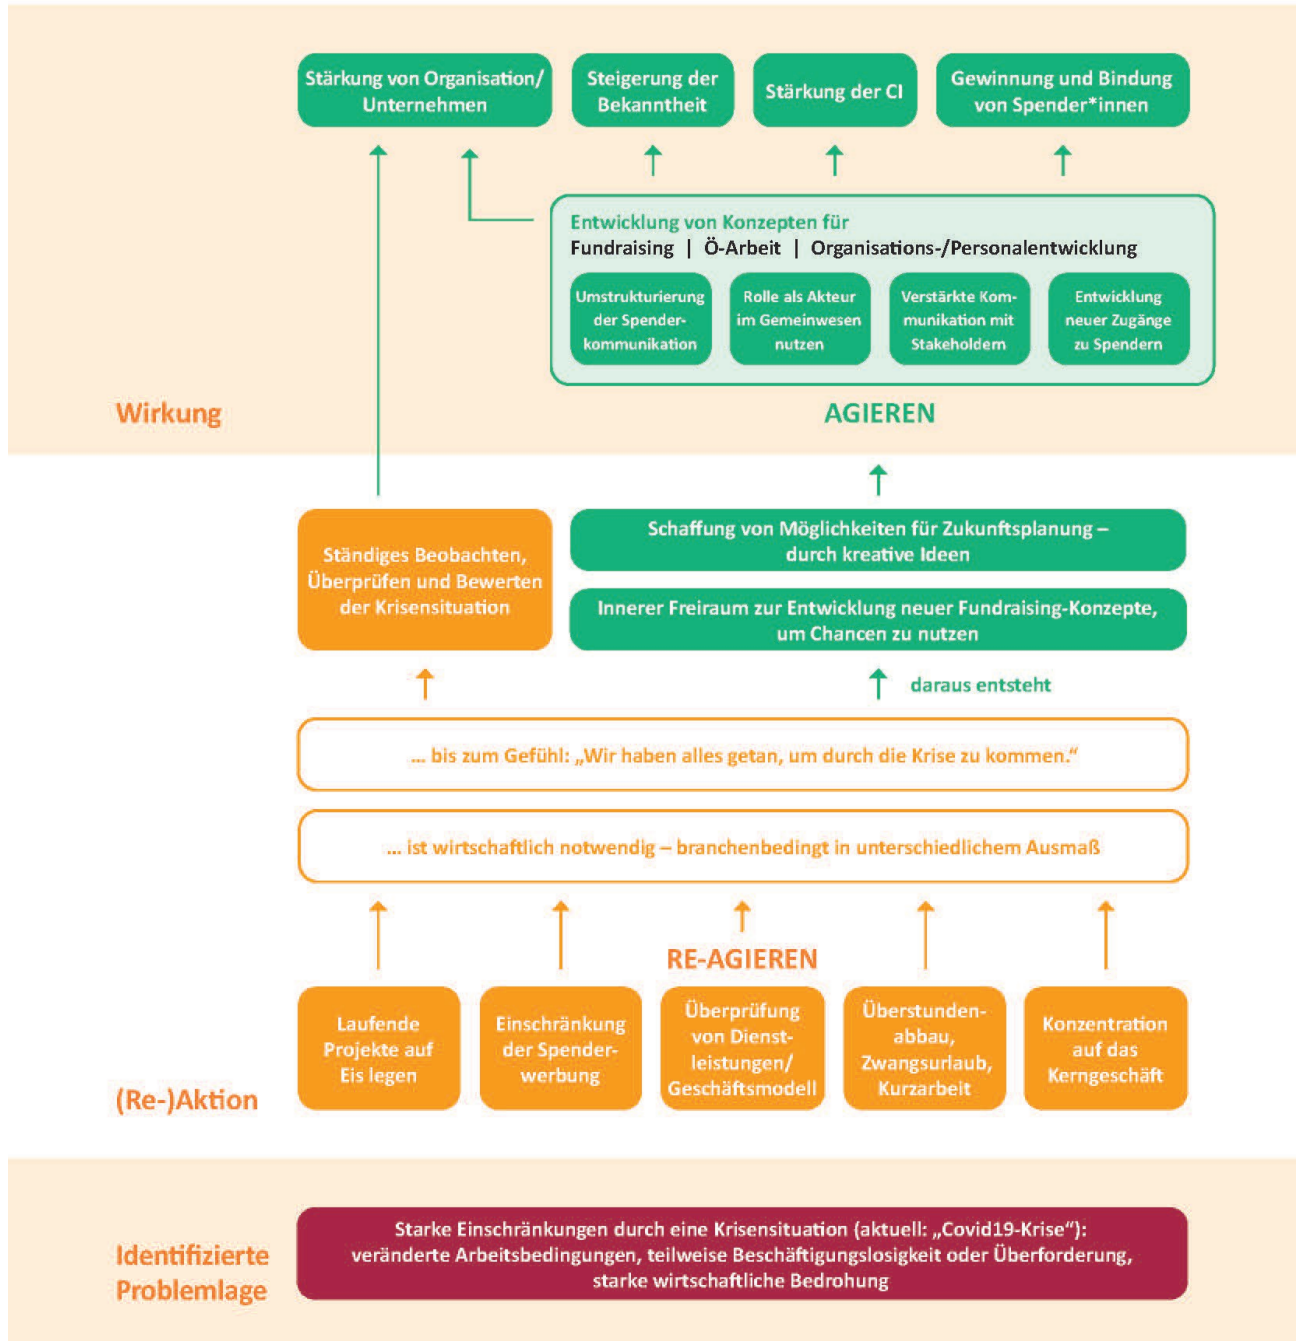 Stärkung von Organisation/
Unternehmen
Steigerung der
Bekanntheit
Stärkung der CI
Gewinnung und Bindung
von Spender*innen
Entwicklung von Konzepten für
Fundraising | Ö-Arbeit | Organisations-/Personalentwicklung
Umstrukturierung
der Spender-
kommunikation
Rolle als Akteur
im Gemeinwesen
nutzen
Verstärkte Kom-
munikation mit
Stakeholdern
Entwicklung
neuer Zugänge
zu Spendern
Wirkung
AGIEREN
Ständiges Beobachten,
Überprüfen und Bewerten
der Krisensituation
Schaffung von Möglichkeiten für Zukunftsplanung –
durch kreative Ideen
Innerer Freiraum zur Entwicklung neuer Fundraising-Konzepte,
um Chancen zu nutzen
daraus entsteht
... bis zum Gefühl: „Wir haben alles getan, um durch die Krise zu kommen.“
... ist wirtschaftlich notwendig – branchenbedingt in unterschiedlichem Ausmaß
RE-AGIEREN
Laufende
Projekte auf
Eis legen
Einschränkung
der Spender-
werbung
Überprüfung
von Dienst-
leistungen/
Geschäftsmodell
Überstunden-
abbau,
Zwangsurlaub,
Kurzarbeit
Konzentration
auf das
Kerngeschäft
(Re-)Aktion
Starke Einschränkungen durch eine Krisensituation (aktuell: „Covid19-Krise“):
veränderte Arbeitsbedingungen, teilweise Beschäftigungslosigkeit oder Überforderung,
starke wirtschaftliche Bedrohung
Identifizierte
Problemlage